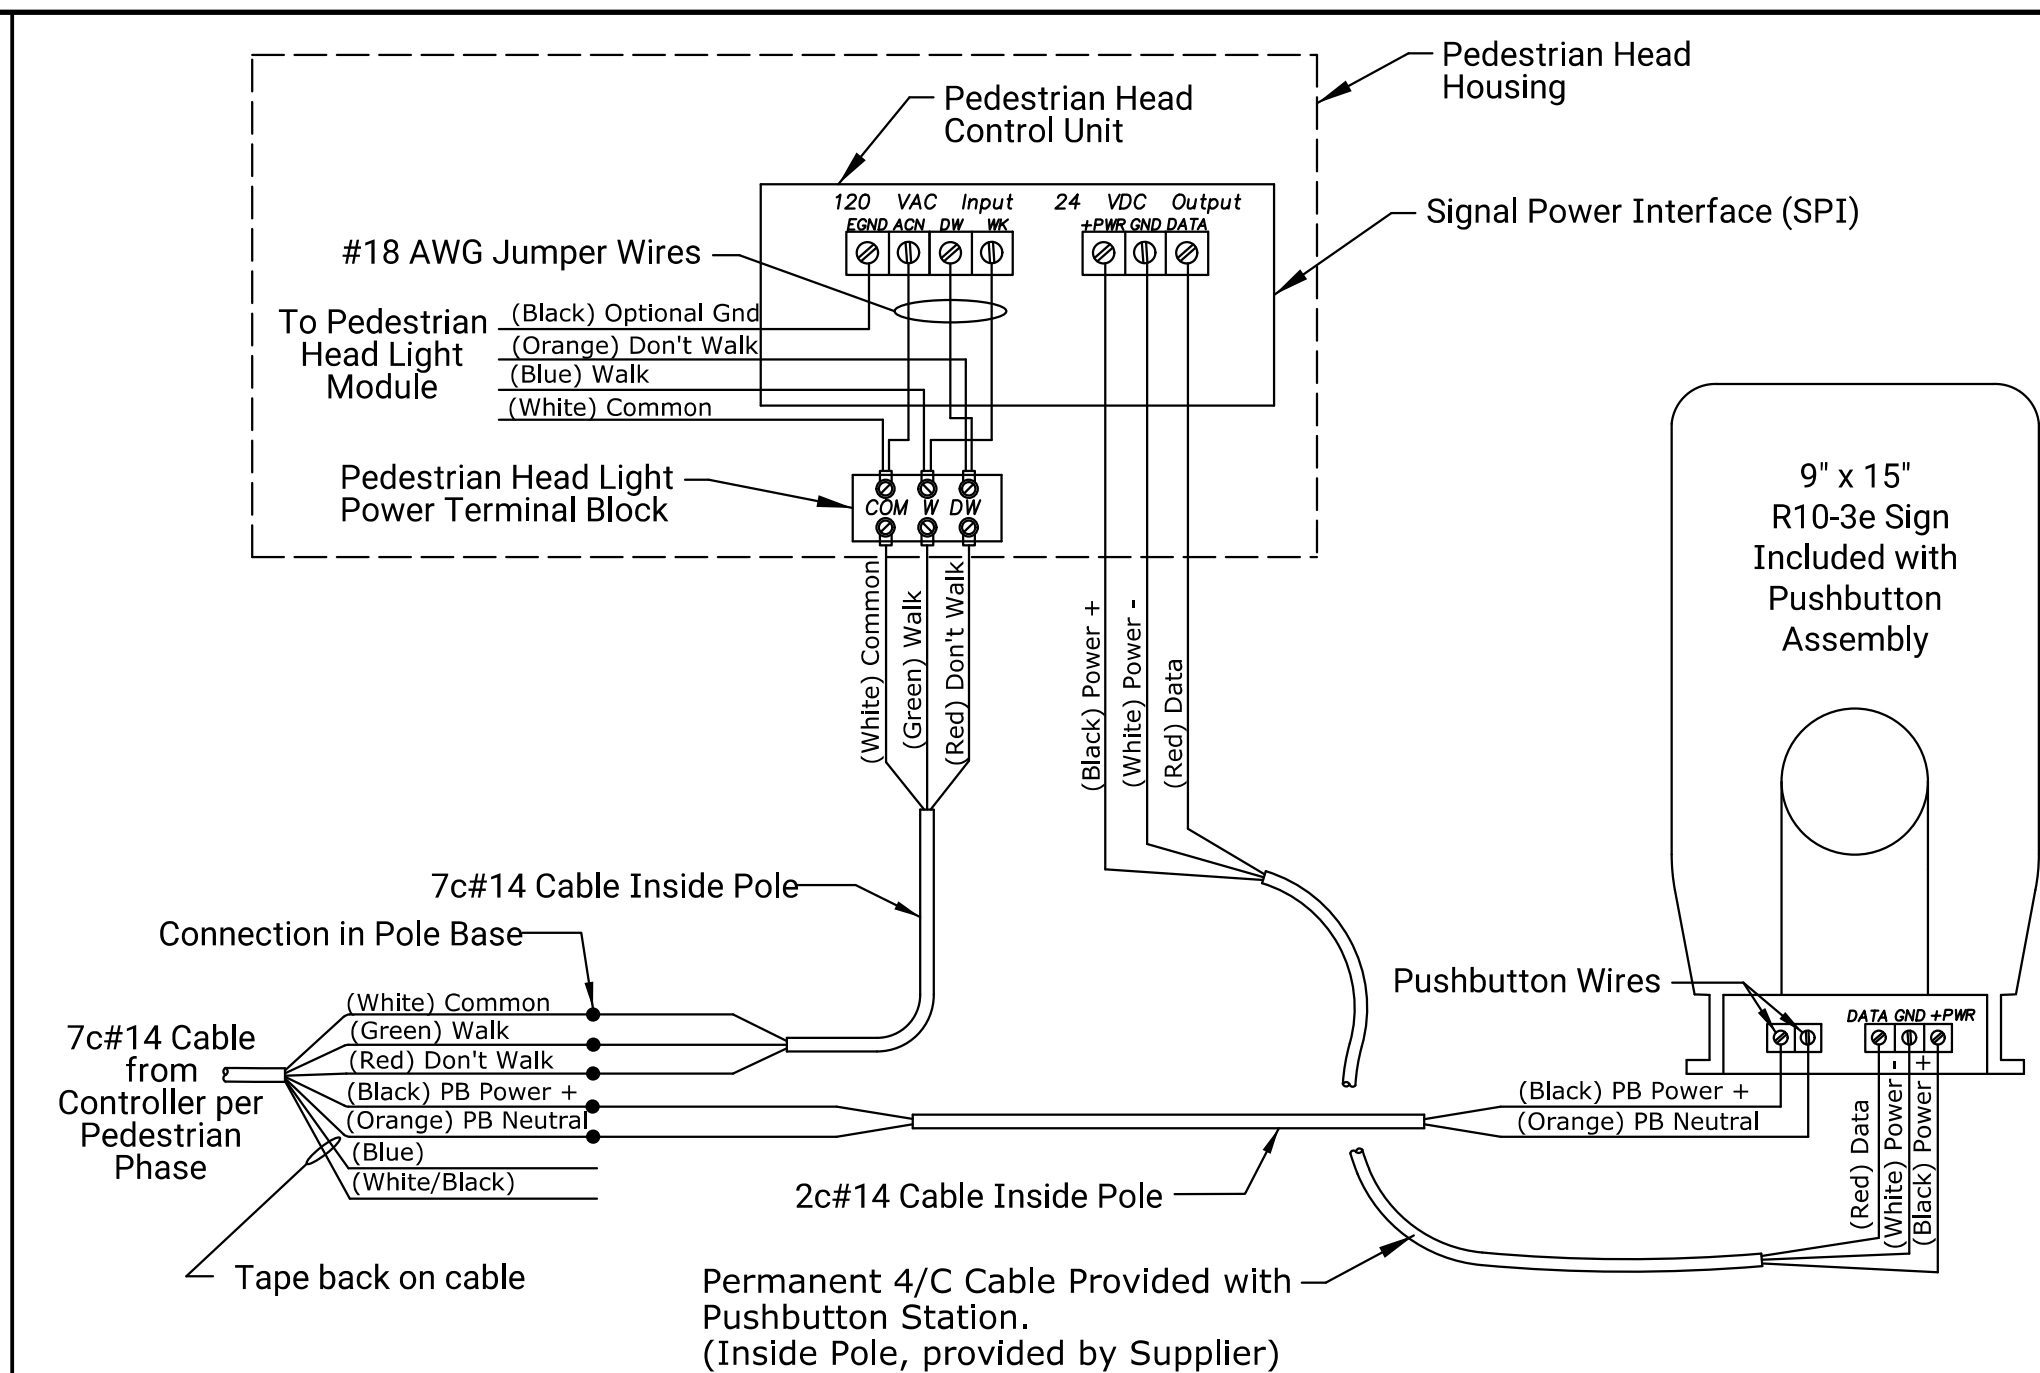 Pedestrian Head
Housing
Pedestrian Head
Control Unit
120 VAC Input
24 VDC Output
EGND ACN DW WK
+PWR GND DATA
Signal Power Interface (SPI)
#18 AWG Jumper Wires
To Pedestrian
Head Light
Module
(Black) Optional Gnd
(Orange) Don't Walk
(Blue) Walk
(White) Common
Pedestrian Head Light
Power Terminal Block
COM W DW
(White) Common
(Green) Walk
(Red) Don't Walk
(Black) Power +
(White) Power -
(Red) Data
9" x 15"
R10-3e Sign
Included with
Pushbutton
Assembly
7c#14 Cable Inside Pole
Connection in Pole Base
7c#14 Cable
from
Controller per
Pedestrian
Phase
(White) Common
(Green) Walk
(Red) Don't Walk
(Black) PB Power +
(Orange) PB Neutral
(Blue)
(White/Black)
Tape back on cable
Pushbutton Wires
DATA GND +PWR
(Black) PB Power +
(Orange) PB Neutral
(Red) Data
(White) Power -
(Black) Power +
2c#14 Cable Inside Pole
Permanent 4/C Cable Provided with
Pushbutton Station.
(Inside Pole, provided by Supplier)